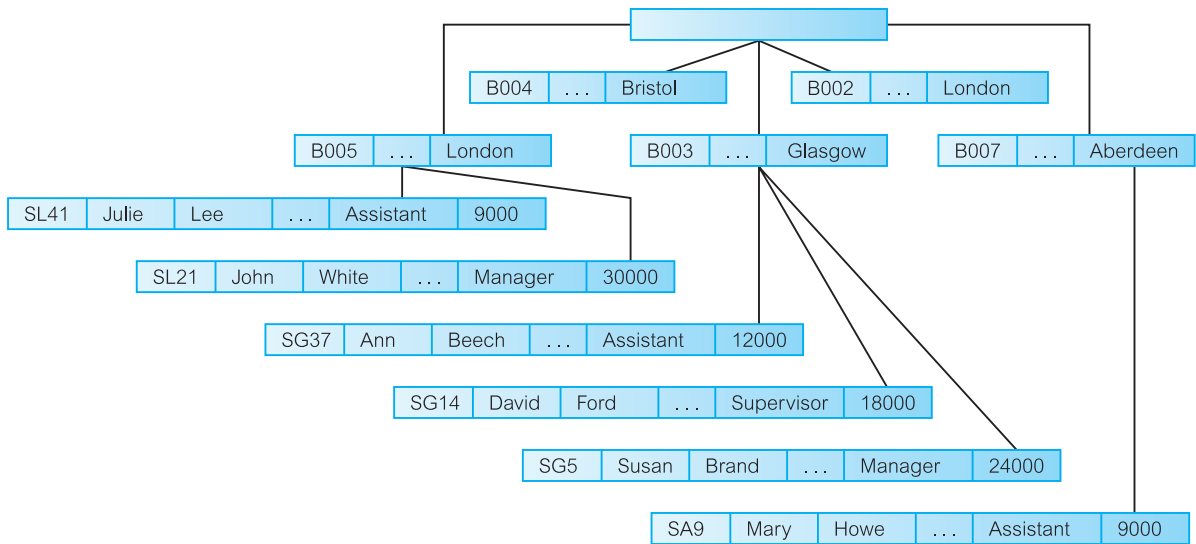 B004 ... Bristol B002 ... London
B005 ... London B003 ... Glasgow B007 ... Aberdeen
SL41 Julie Lee ... Assistant 9000
SL21 John White ... Manager 30000
SG37 Ann Beech ... Assistant 12000
SG14 David Ford ... Supervisor 18000
SG5 Susan Brand ... Manager 24000
SA9 Mary Howe ... Assistant 9000